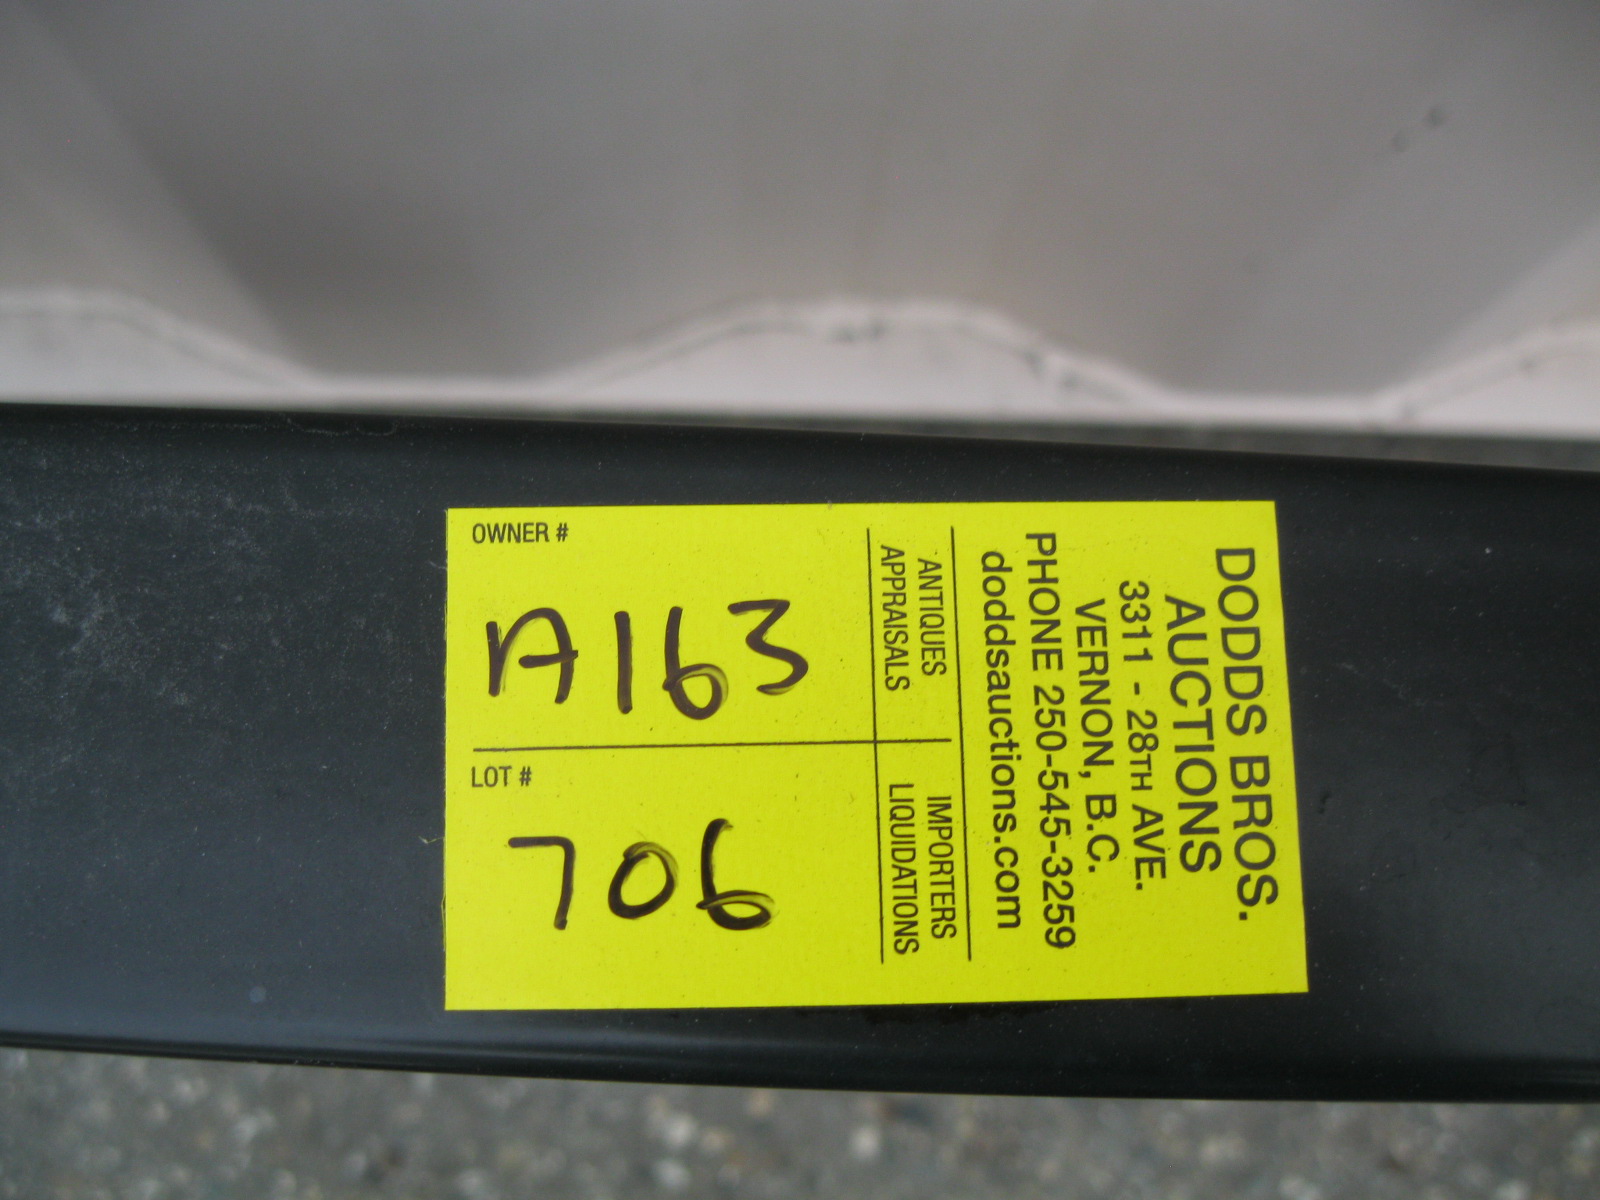 OWNER #
A163
LOT #
706
DODDS BROS.
AUCTIONS
3311 - 28TH AVE.
VERNON, B.C.
PHONE 250-545-3259
doddsauctions.com
ANTIQUES IMPORTERS
APPRAISALS LIQUIDATIONS